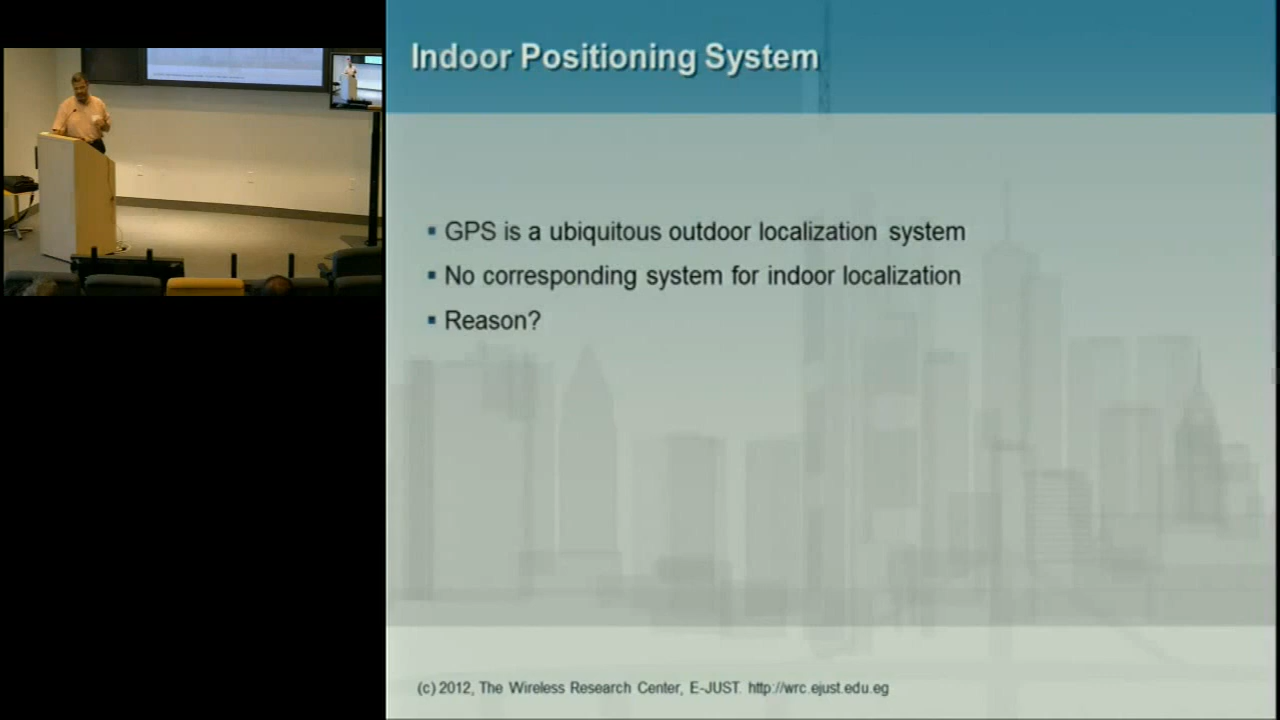 Indoor Positioning System
▪ GPS is a ubiquitous outdoor localization system
▪ No corresponding system for indoor localization
▪ Reason?
(c) 2012, The Wireless Research Center, E-JUST. http://wrc.ejust.edu.eg